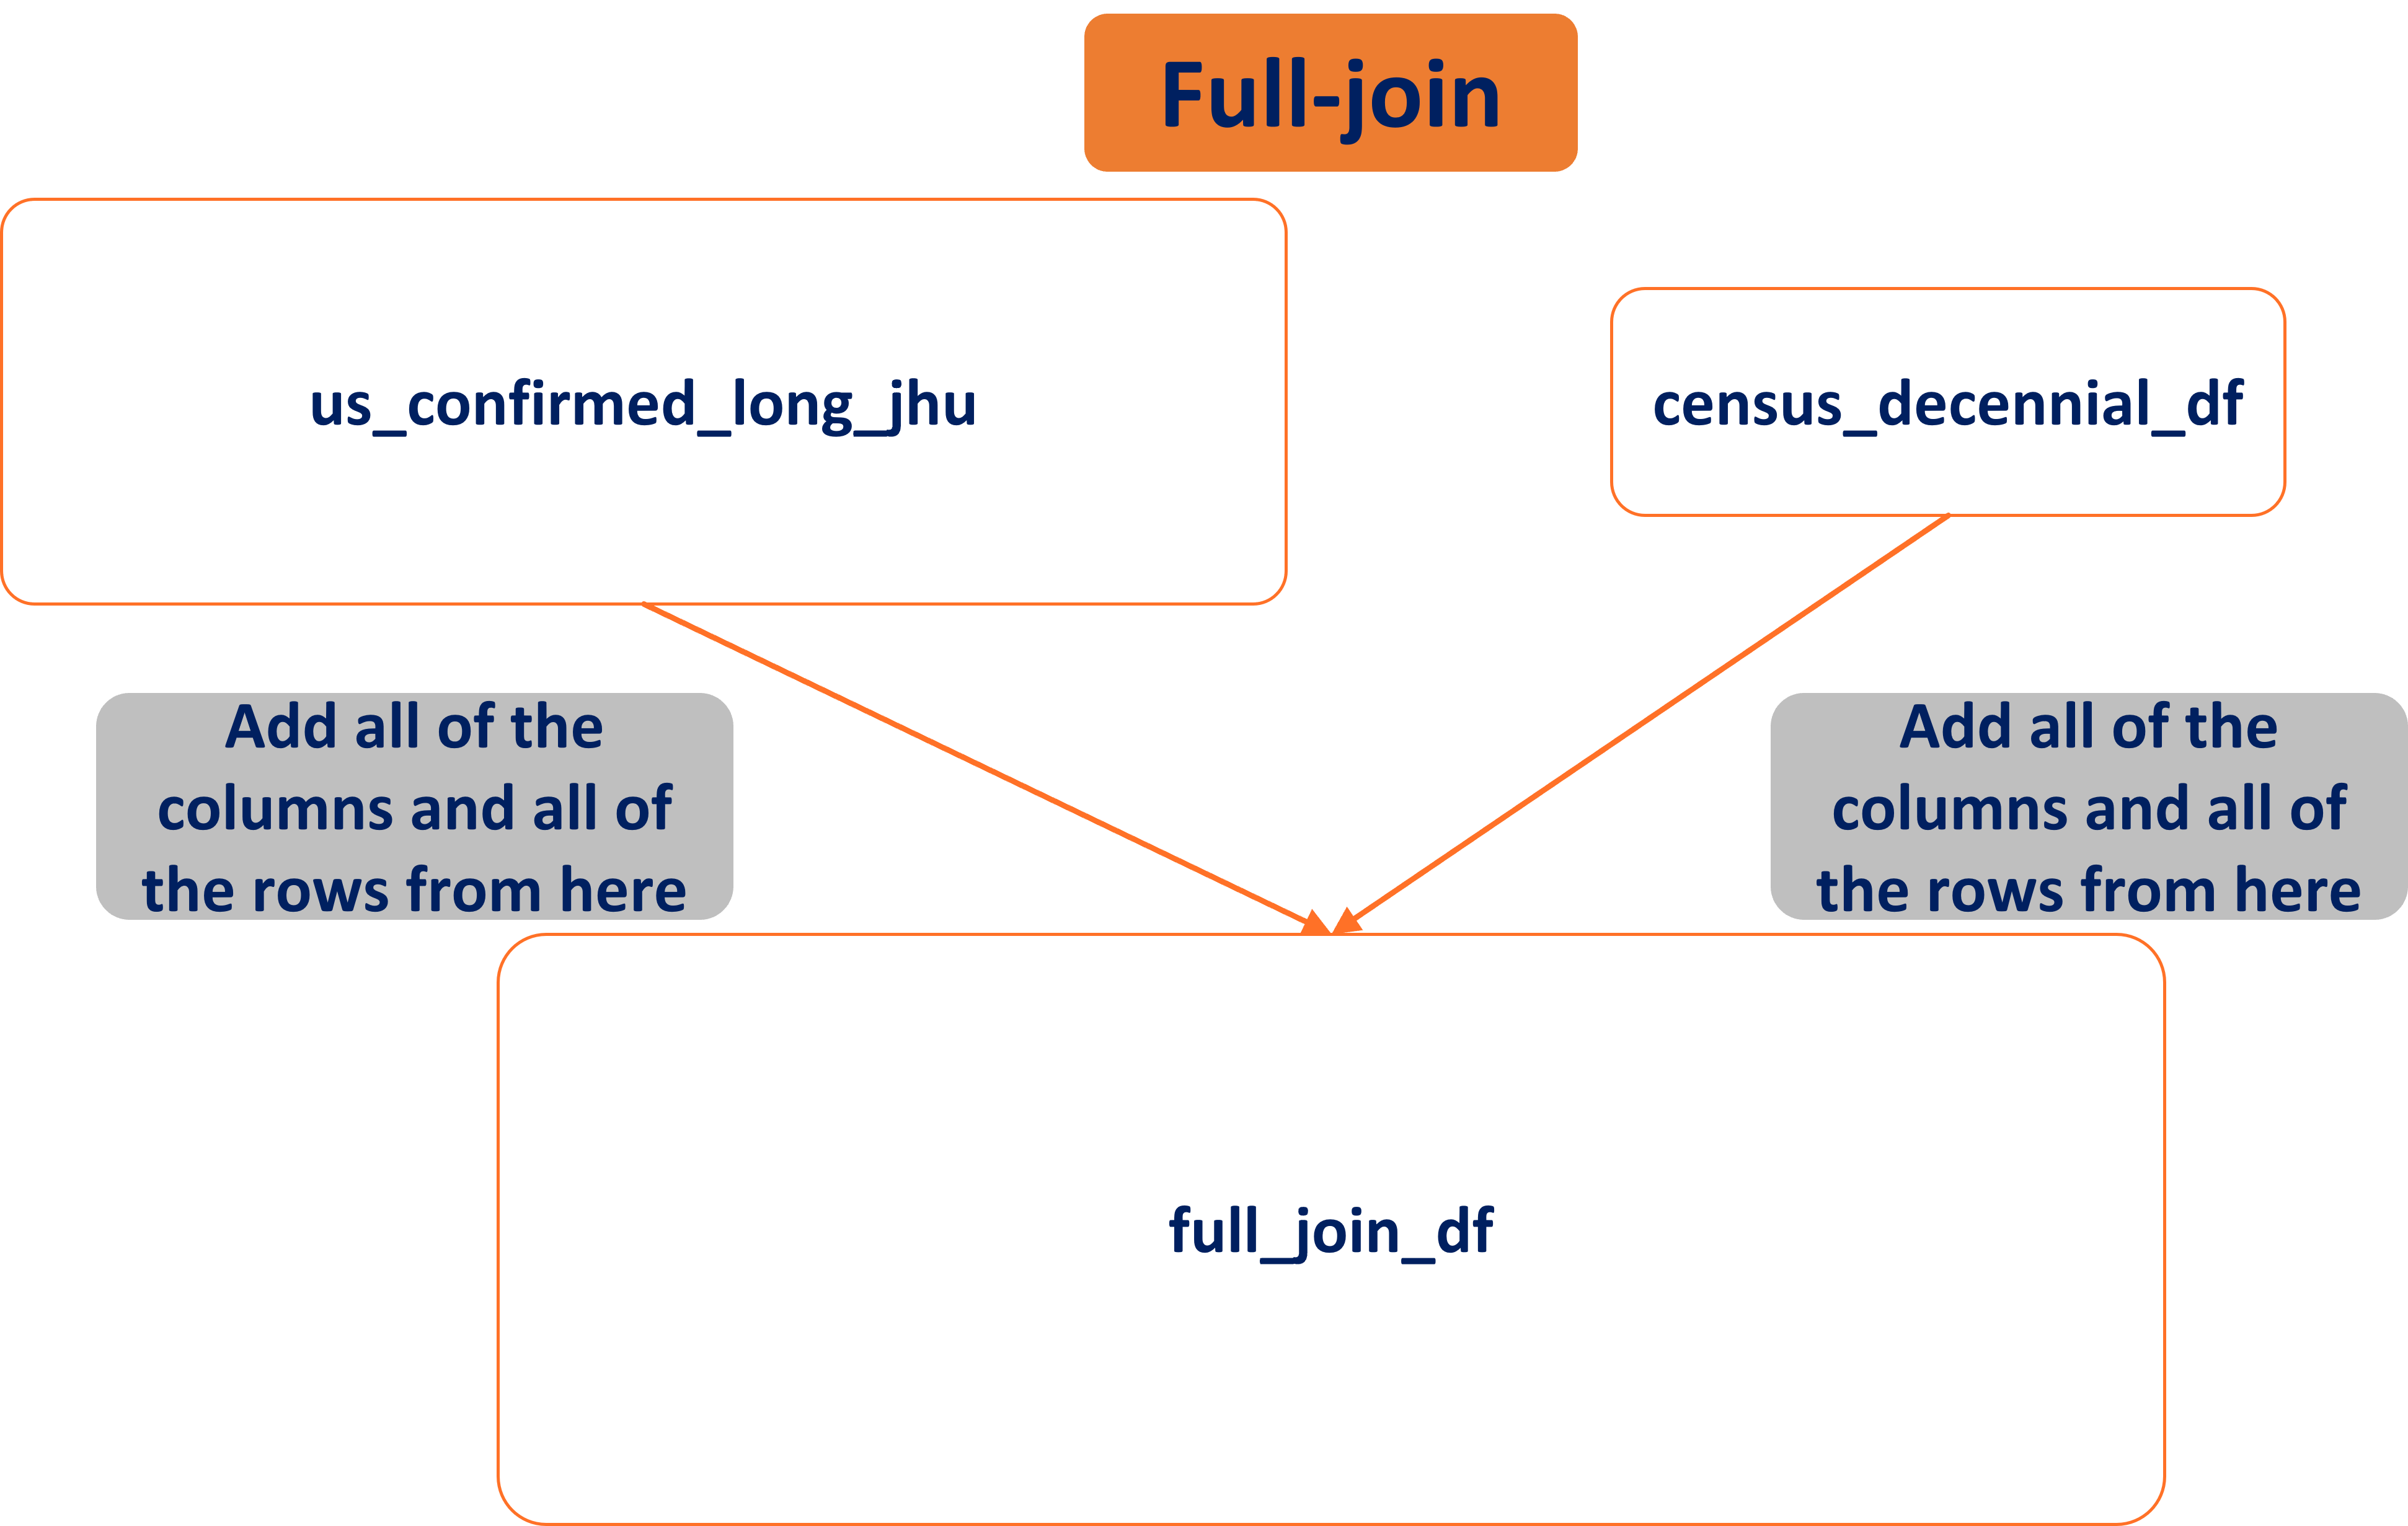 Full-join
us_confirmed_long_jhu
census_decennial_df
Add all of the
columns and all of
the rows from here
Add all of the
columns and all of
the rows from here
full_join_df